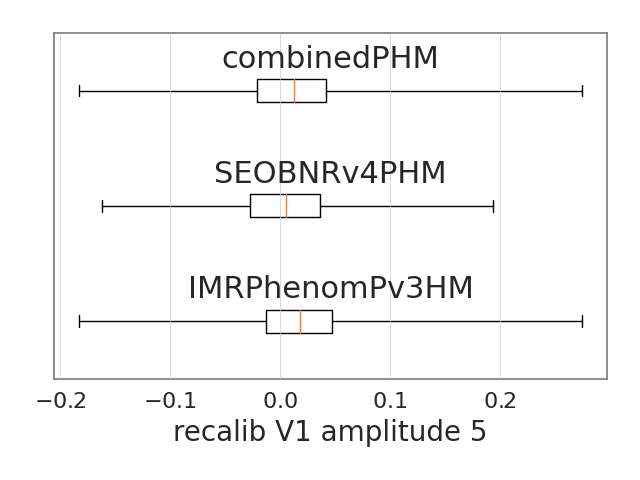 combinedPHM
SEOBNRv4PHM
IMRPhenomPv3HM
−0.2 −0.1 0.0 0.1 0.2
recalib V1 amplitude 5